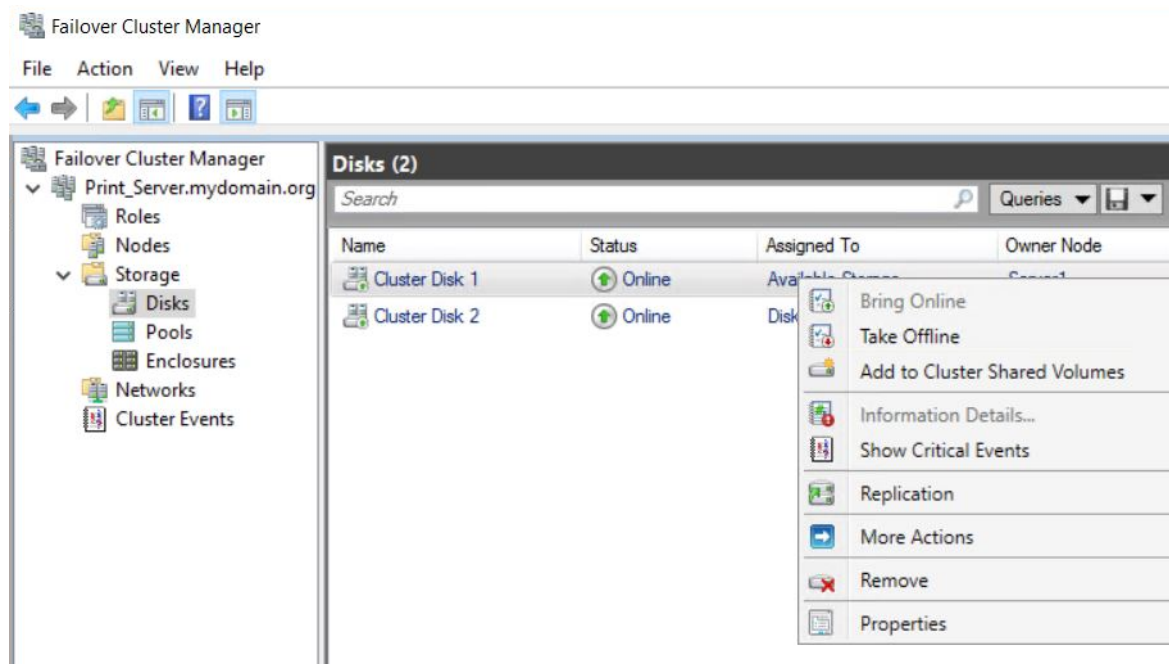 Failover Cluster Manager
File Action View Help
Failover Cluster Manager
Print_Server.mydomain.org
Roles
Nodes
Storage
Disks
Pools
Enclosures
Networks
Cluster Events
Disks (2)
Search Queries
Name Status Assigned To Owner Node
Cluster Disk 1 Online Available Storage Server1
Cluster Disk 2 Online Disk
Bring Online
Take Offline
Add to Cluster Shared Volumes
Information Details...
Show Critical Events
Replication
More Actions
Remove
Properties